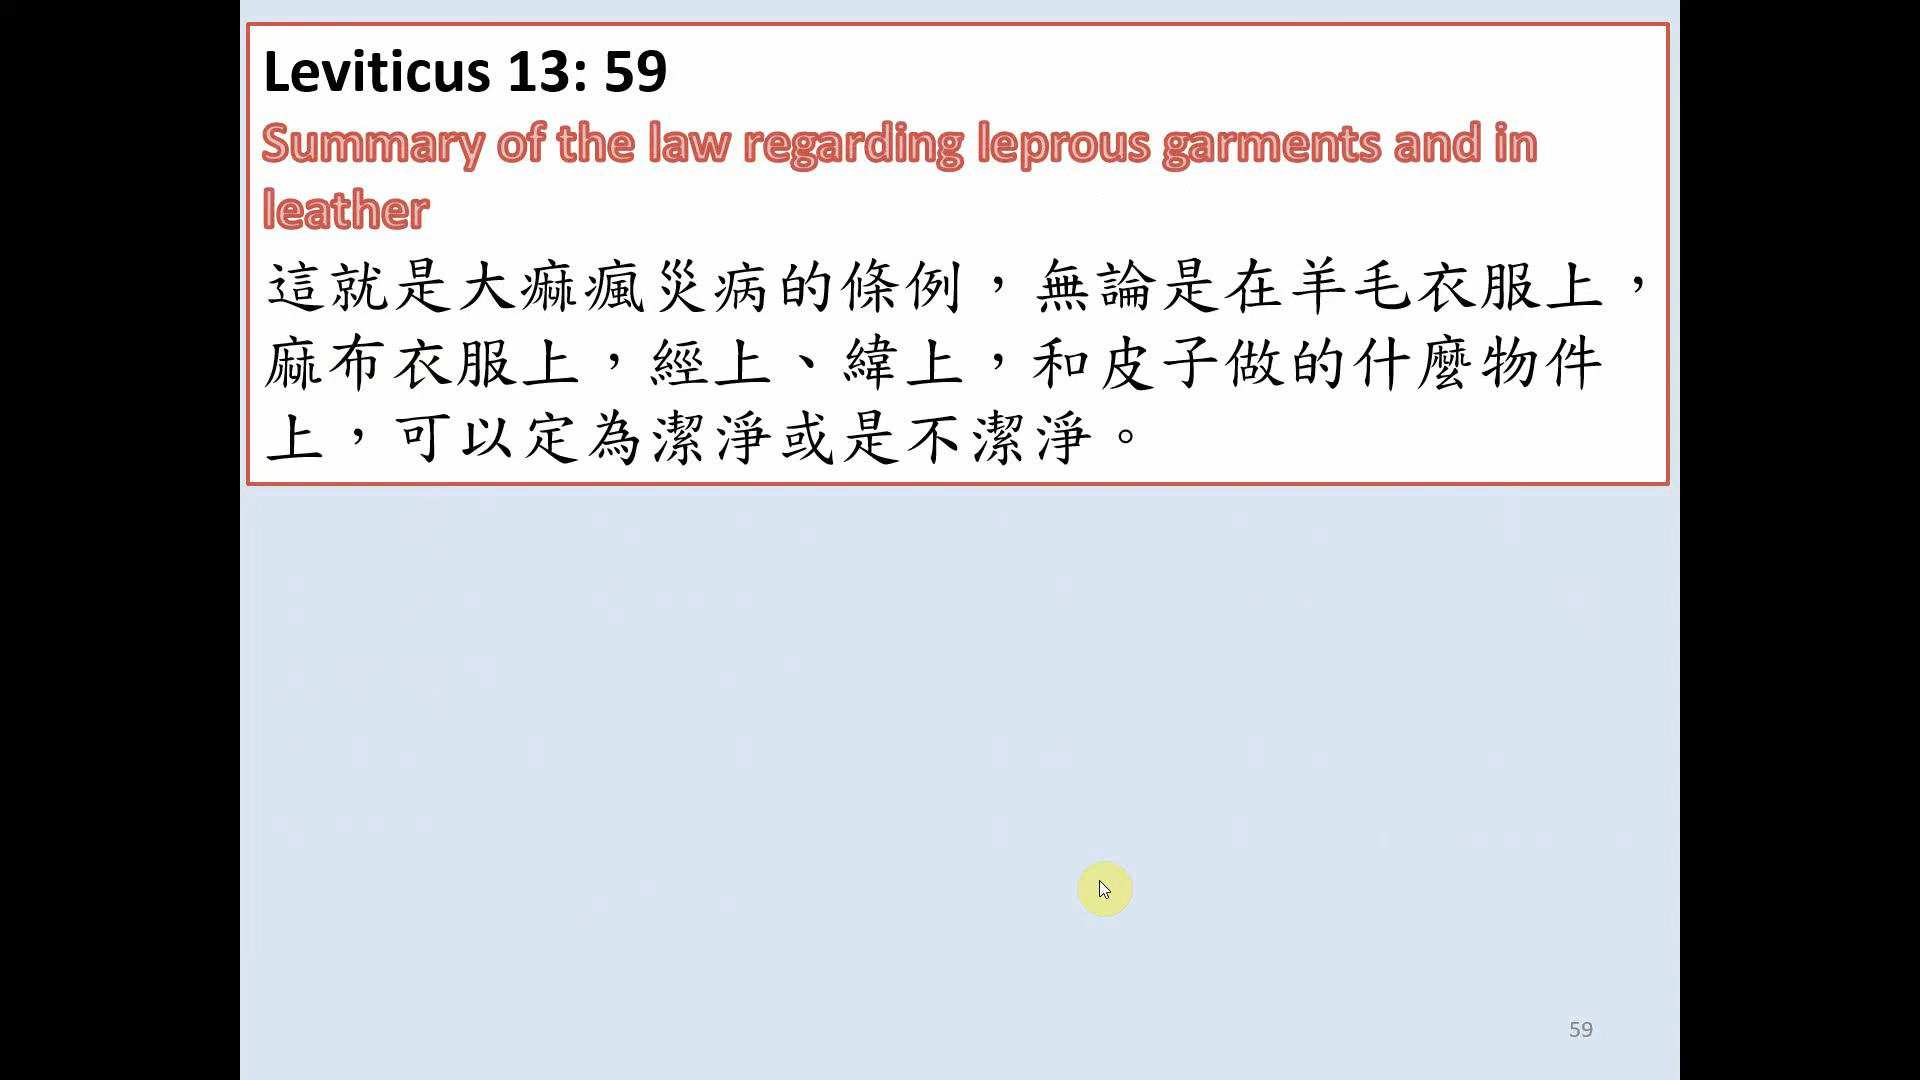 Leviticus 13: 59
Summary of the law regarding leprous garments and in
leather
這就是大痲瘋災病的條例，無論是在羊毛衣服上，
麻布衣服上，經上、緯上，和皮子做的什麼物件
上，可以定為潔淨或是不潔淨。
59